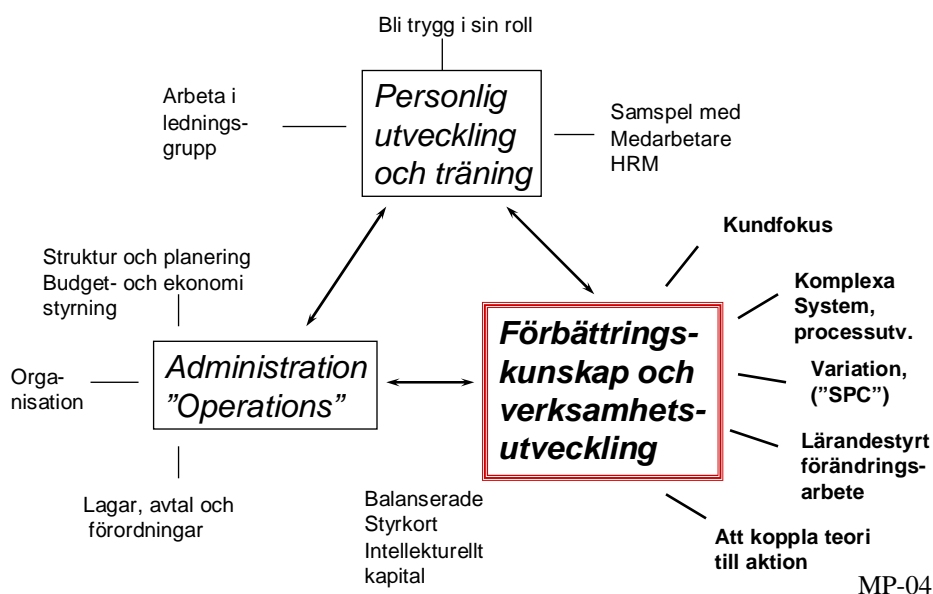 Bli trygg i sin roll
Personlig
utveckling
och träning
Arbeta i
lednings-
grupp
Samspel med
Medarbetare
HRM
Struktur och planering
Budget- och ekonomi
styrning
Administration
”Operations”
Orga-
nisation
Lagar, avtal och
förordningar
Förbättrings-
kunskap och
verksamhets-
utveckling
Kundfokus
Komplexa
System,
processutv.
Variation,
(”SPC”)
Lärandestyrt
förändrings-
arbete
Att koppla teori
till aktion
Balanserade
Styrkort
Intellekturellt
kapital
MP-04